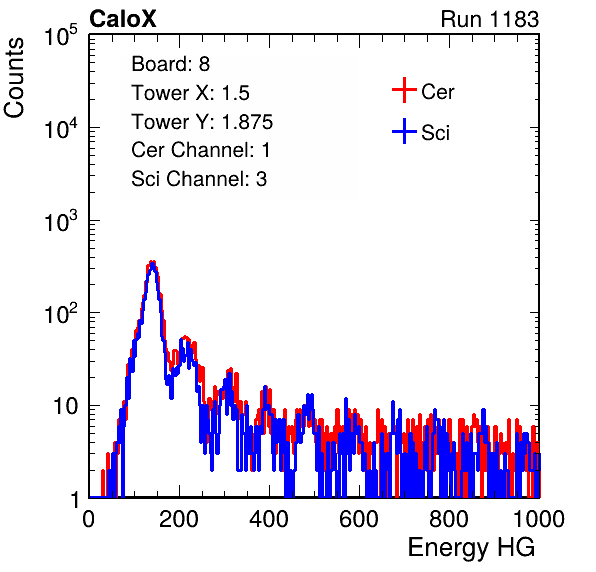 CaloX Run 1183
Counts
Board: 8
Tower X: 1.5
Tower Y: 1.875
Cer Channel: 1
Sci Channel: 3
Cer
Sci
10^5
10^4
10^3
10^2
10
1
0 200 400 600 800 1000
Energy HG